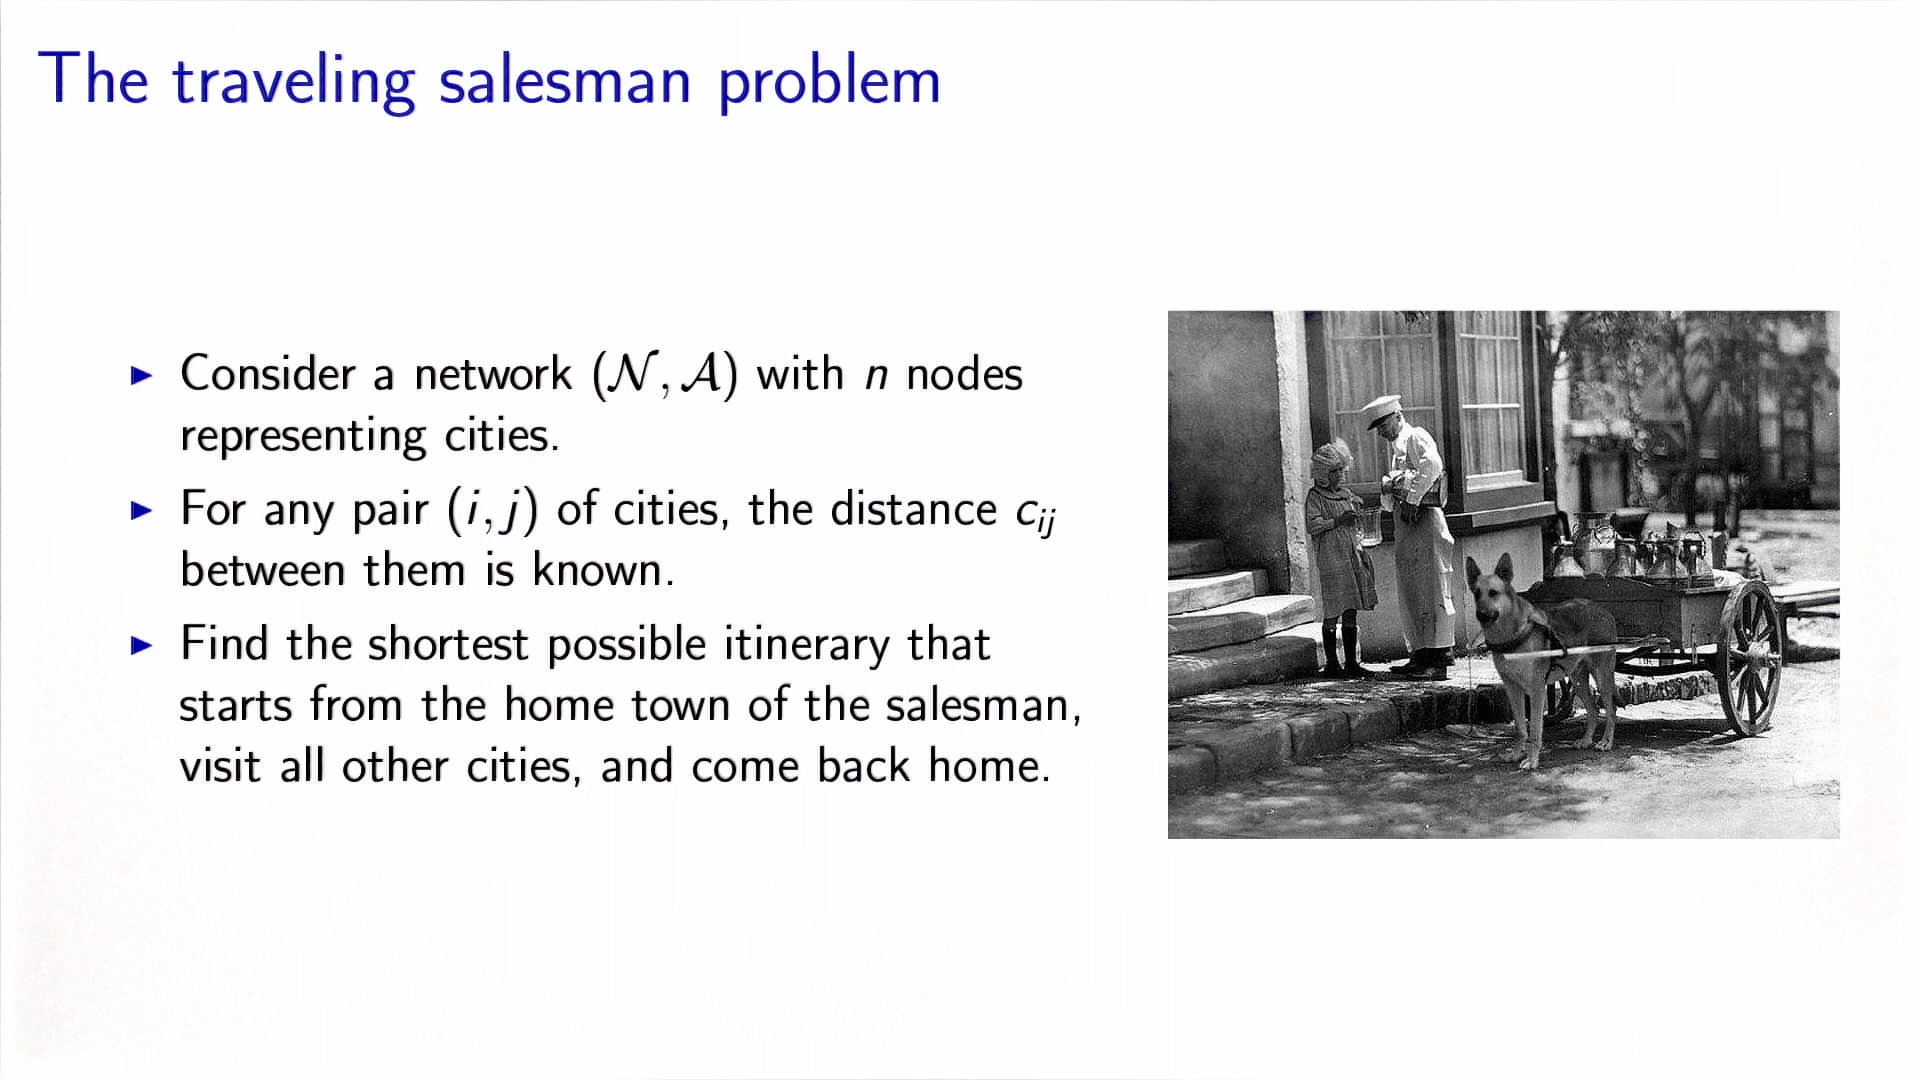 The traveling salesman problem
▶ Consider a network (𝒩, 𝒜) with n nodes
representing cities.
▶ For any pair (i, j) of cities, the distance c_ij
between them is known.
▶ Find the shortest possible itinerary that
starts from the home town of the salesman,
visit all other cities, and come back home.